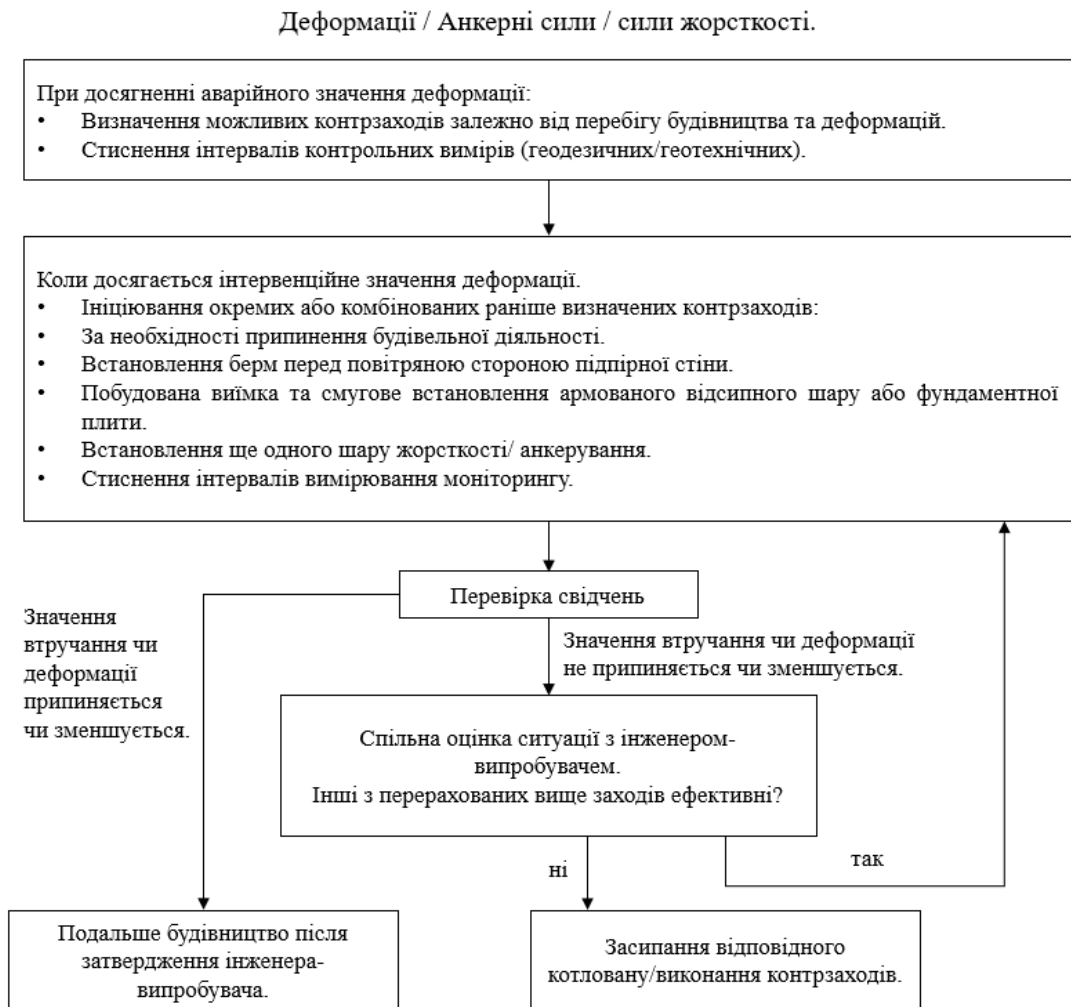 Деформації / Анкерні сили / сили жорсткості.
При досягненні аварійного значення деформації:
• Визначення можливих контрзаходів залежно від перебігу будівництва та деформацій.
• Стиснення інтервалів контрольних вимірів (геодезичних/геотехнічних).
Коли досягається інтервенційне значення деформації.
• Ініціювання окремих або комбінованих раніше визначених контрзаходів:
• За необхідності припинення будівельної діяльності.
• Встановлення берм перед повітряною стороною підпірної стіни.
• Побудована виїмка та смугове встановлення армованого відсипного шару або фундаментної
плити.
• Встановлення ще одного шару жорсткості/ анкерування.
• Стиснення інтервалів вимірювання моніторингу.
Перевірка свідчень
Значення
втручання чи
деформації
припиняється
чи зменшується.
Значення втручання чи деформації
не припиняється чи зменшується.
Спільна оцінка ситуації з інженером-
випробувачем.
Інші з перерахованих вище заходів ефективні?
ні
так
Подальше будівництво після
затвердження інженера-
випробувача.
Засипання відповідного
котловану/виконання контрзаходів.